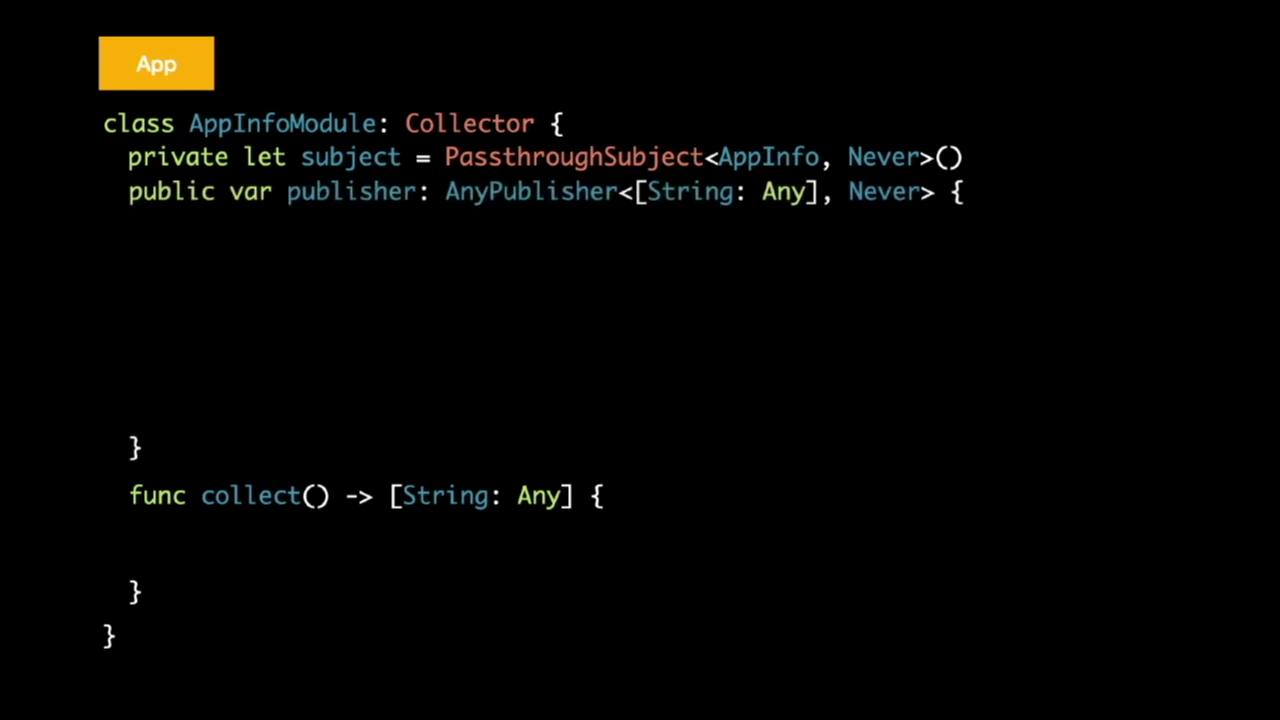 App
class AppInfoModule: Collector {
private let subject = PassthroughSubject<AppInfo, Never>()
public var publisher: AnyPublisher<[String: Any], Never> {
}
func collect() -> [String: Any] {
}
}